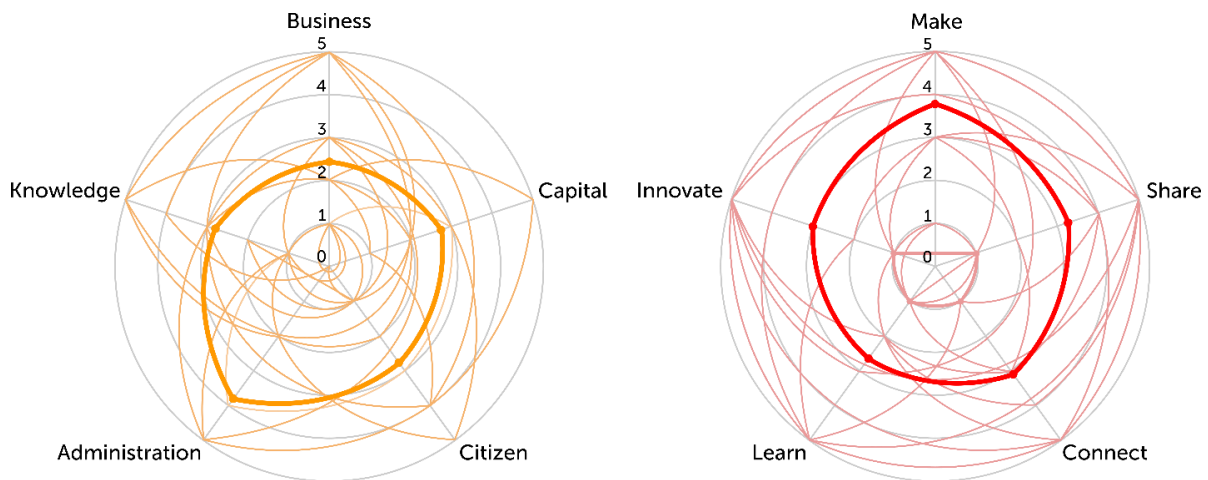 Business
5
4
3
2
1
0
Knowledge
Capital
Administration
Citizen
Make
5
4
3
2
1
0
Innovate
Share
Learn
Connect